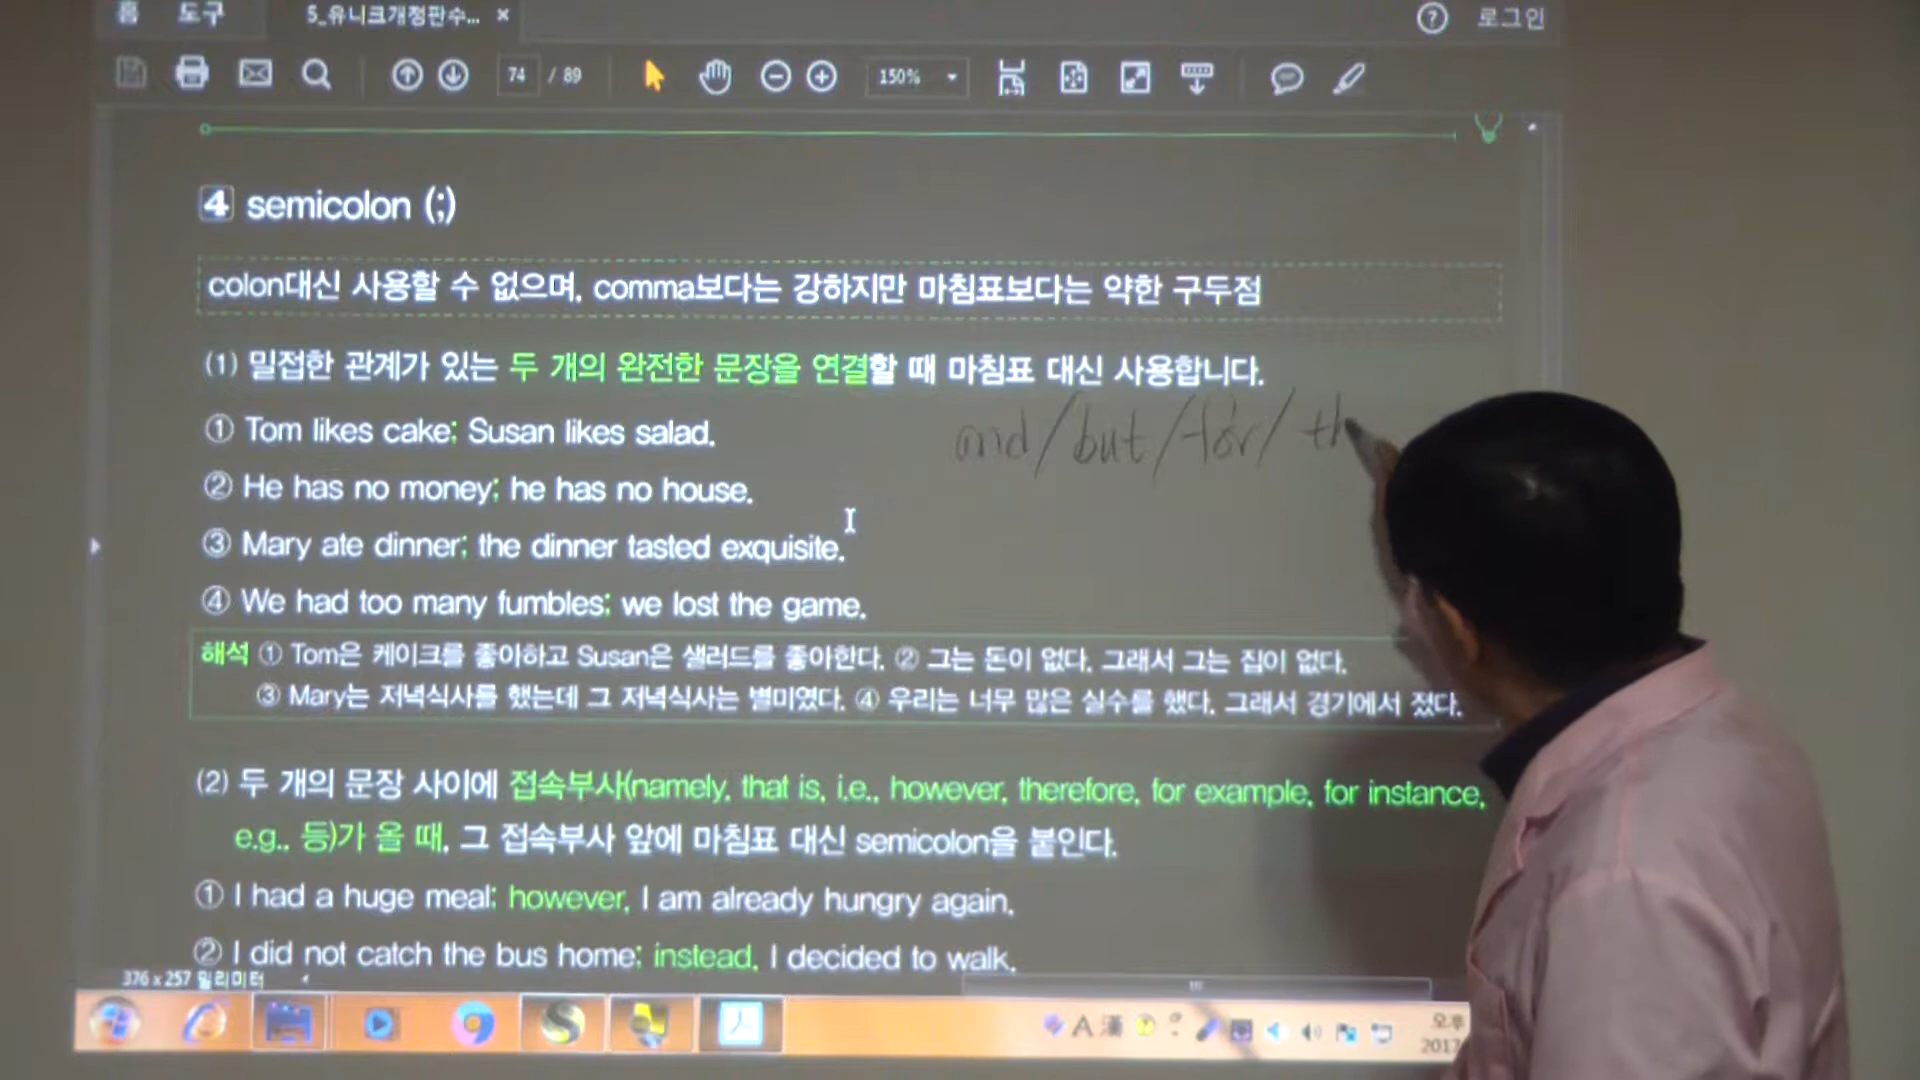 홈 도구 5_유니크개정판수... × ? 로그인
74 / 89 150%
4 semicolon (;)
colon대신 사용할 수 없으며, comma보다는 강하지만 마침표보다는 약한 구두점
(1) 밀접한 관계가 있는 두 개의 완전한 문장을 연결할 때 마침표 대신 사용합니다.
① Tom likes cake; Susan likes salad.
and/but/for/th
② He has no money; he has no house.
③ Mary ate dinner; the dinner tasted exquisite.
④ We had too many fumbles; we lost the game.
해석 ① Tom은 케이크를 좋아하고 Susan은 샐러드를 좋아한다. ② 그는 돈이 없다. 그래서 그는 집이 없다.
③ Mary는 저녁식사를 했는데 그 저녁식사는 별미였다. ④ 우리는 너무 많은 실수를 했다. 그래서 경기에서 졌다.
(2) 두 개의 문장 사이에 접속부사(namely, that is, i.e., however, therefore, for example, for instance,
e.g., 등)가 올 때, 그 접속부사 앞에 마침표 대신 semicolon을 붙인다.
① I had a huge meal; however, I am already hungry again.
② I did not catch the bus home; instead, I decided to walk.
376 x 257 밀리미터
A 漢 오후
2017